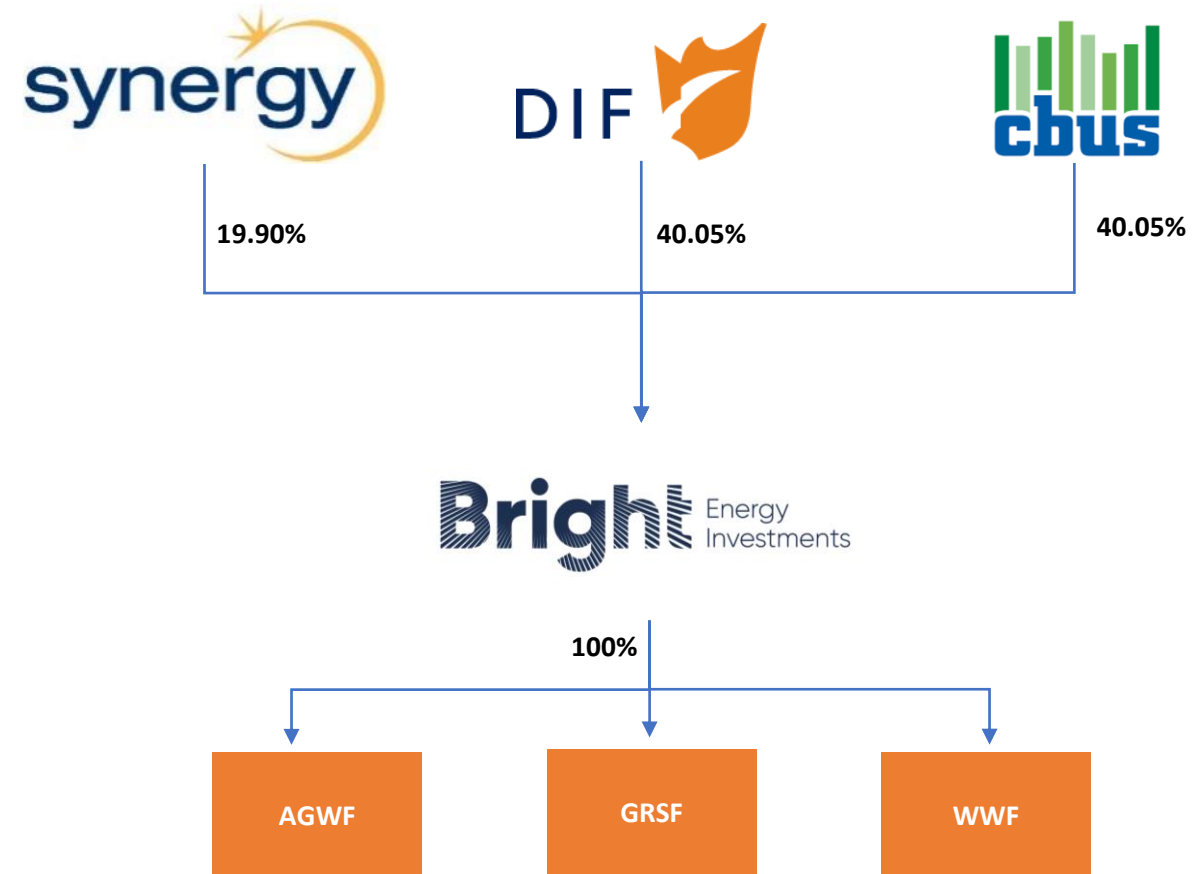 synergy
DIF
cbus
19.90%
40.05%
40.05%
Bright Energy
Investments
100%
AGWF
GRSF
WWF